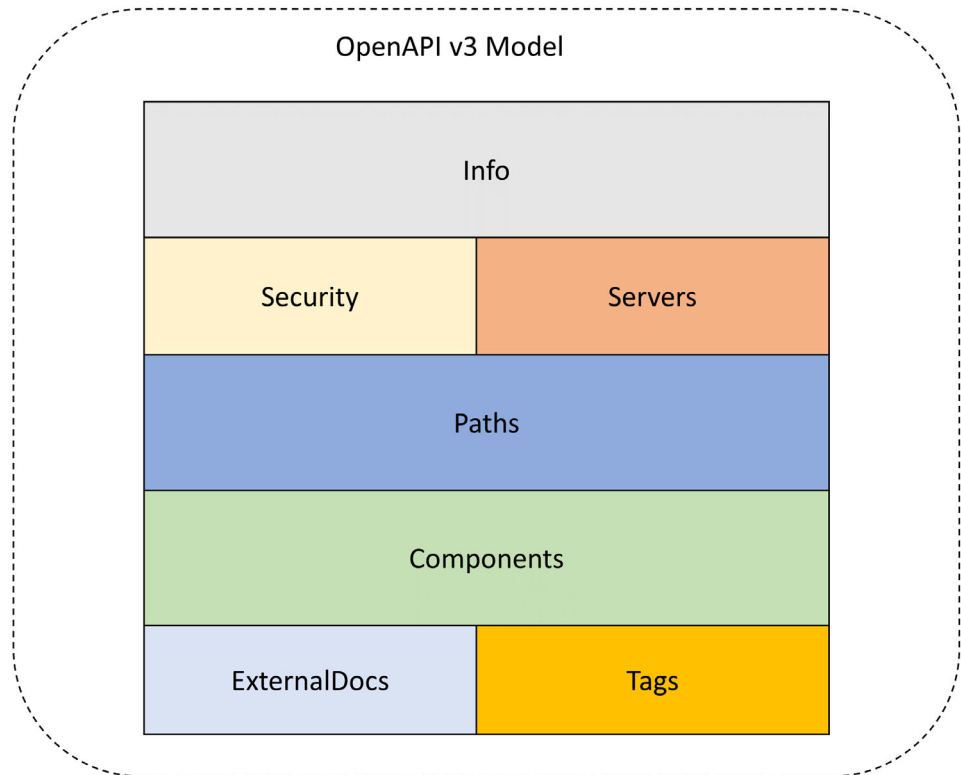 OpenAPI v3 Model
Info
Security
Servers
Paths
Components
ExternalDocs
Tags